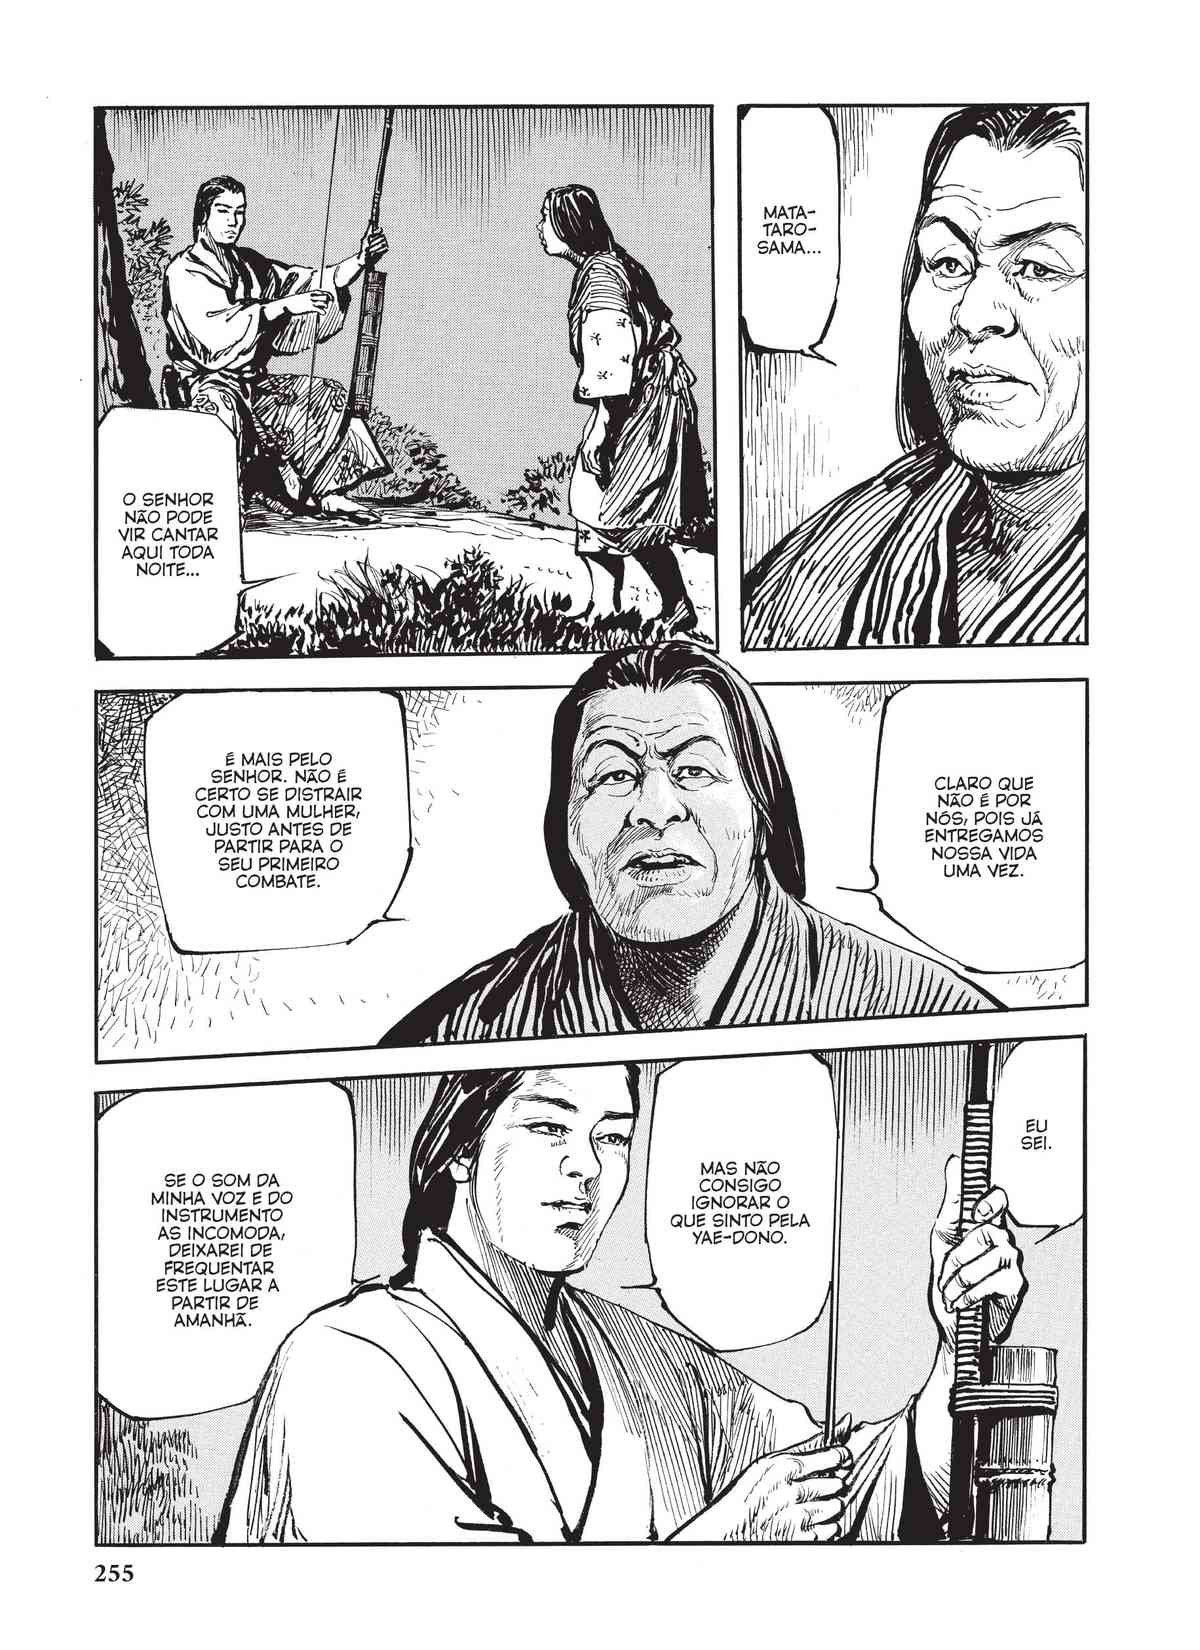 MATA-
TARO-
SAMA...
O SENHOR
NÃO PODE
VIR CANTAR
AQUI TODA
NOITE...
CLARO QUE
NÃO É POR
NÓS, POIS JÁ
ENTREGAMOS
NOSSA VIDA
UMA VEZ.
É MAIS PELO
SENHOR. NÃO É
CERTO SE DISTRAIR
COM UMA MULHER,
JUSTO ANTES DE
PARTIR PARA O
SEU PRIMEIRO
COMBATE.
EU
SEI.
MAS NÃO
CONSIGO
IGNORAR O
QUE SINTO PELA
YAE-DONO.
SE O SOM DA
MINHA VOZ E DO
INSTRUMENTO
AS INCOMODA,
DEIXAREI DE
FREQUENTAR
ESTE LUGAR A
PARTIR DE
AMANHÃ.
255